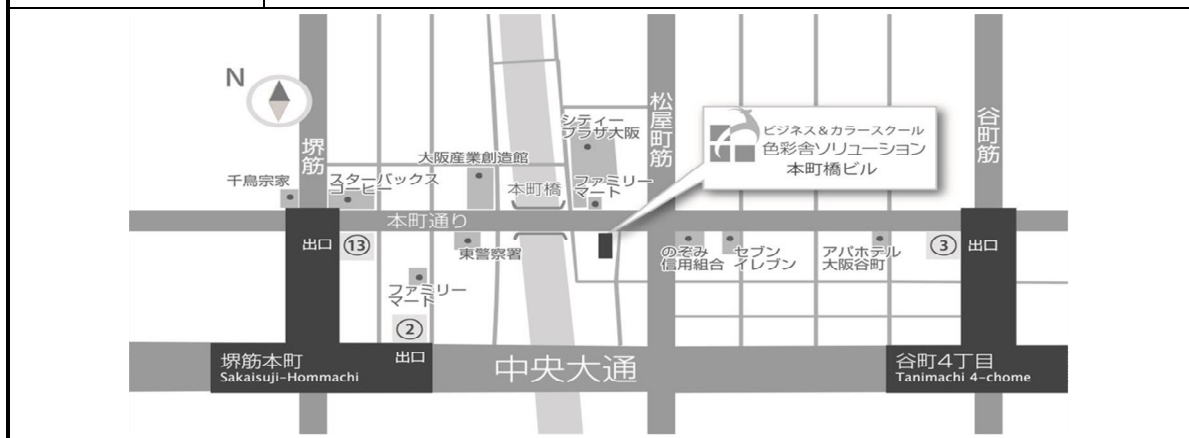 N
堺筋
松屋町筋
谷町筋
シティー
プラザ大阪
ビジネス&カラースクール
色彩舎ソリューション
本町橋ビル
大阪産業創造館
千鳥宗家
スターバックス
コーヒー
本町橋
ファミリー
マート
本町通り
出口
⑬
東警察署
のぞみ
信用組合
セブン
イレブン
アパホテル
大阪谷町
③
出口
ファミリー
マート
②
出口
堺筋本町
Sakaisuji-Hommachi
中央大通
谷町4丁目
Tanimachi 4-chome